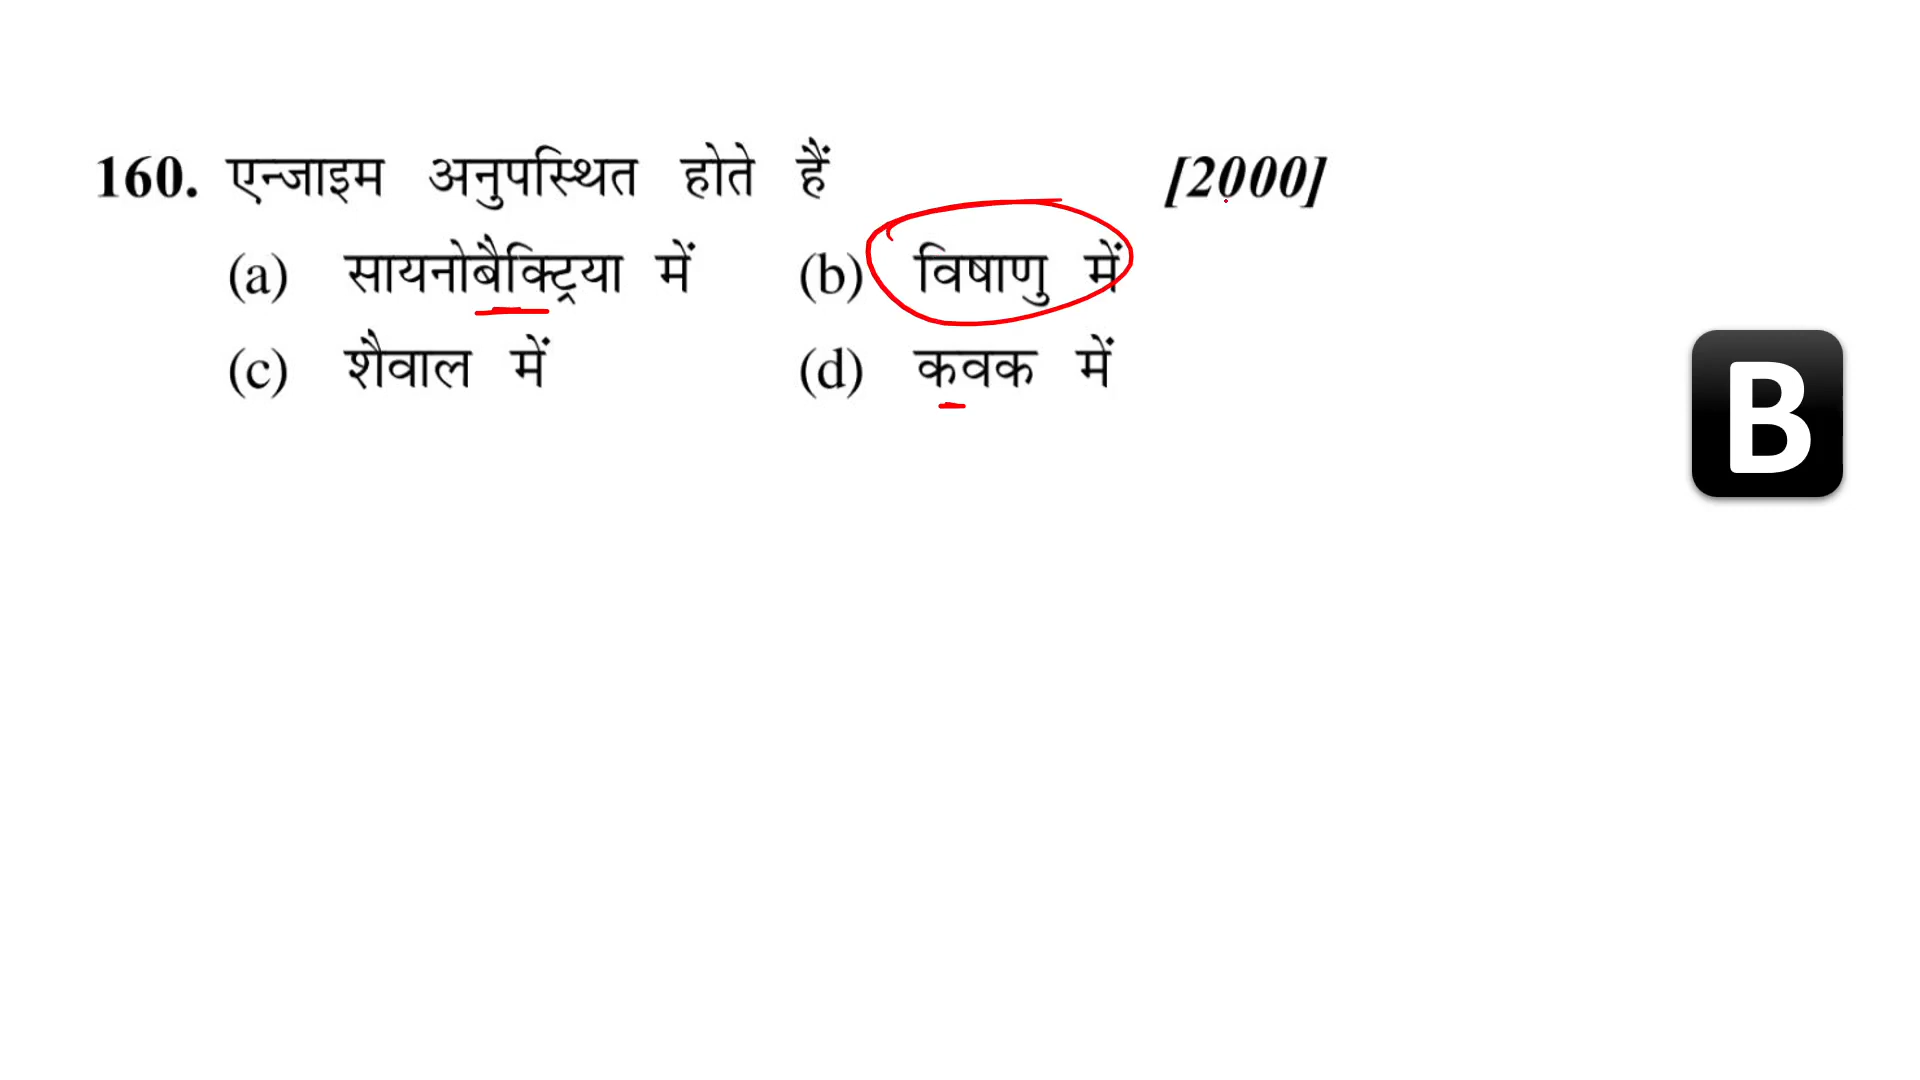 160. एन्जाइम अनुपस्थित होते हैं [2000]
(a) सायनोबैक्ट्रिया में (b) विषाणु में
(c) शैवाल में (d) कवक में
B